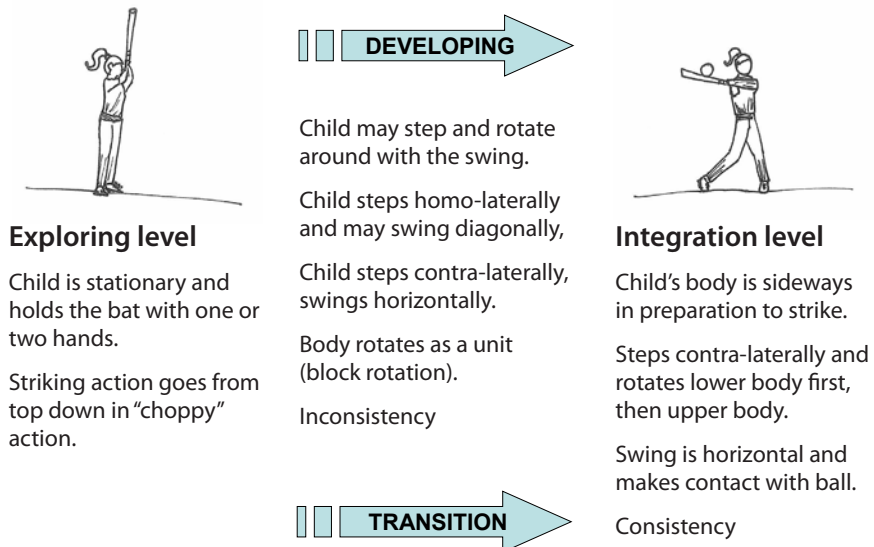 DEVELOPING
Exploring level
Child is stationary and
holds the bat with one or
two hands.
Striking action goes from
top down in “choppy”
action.
Child may step and rotate
around with the swing.
Child steps homo-laterally
and may swing diagonally,
Child steps contra-laterally,
swings horizontally.
Body rotates as a unit
(block rotation).
Inconsistency
TRANSITION
Integration level
Child’s body is sideways
in preparation to strike.
Steps contra-laterally and
rotates lower body first,
then upper body.
Swing is horizontal and
makes contact with ball.
Consistency